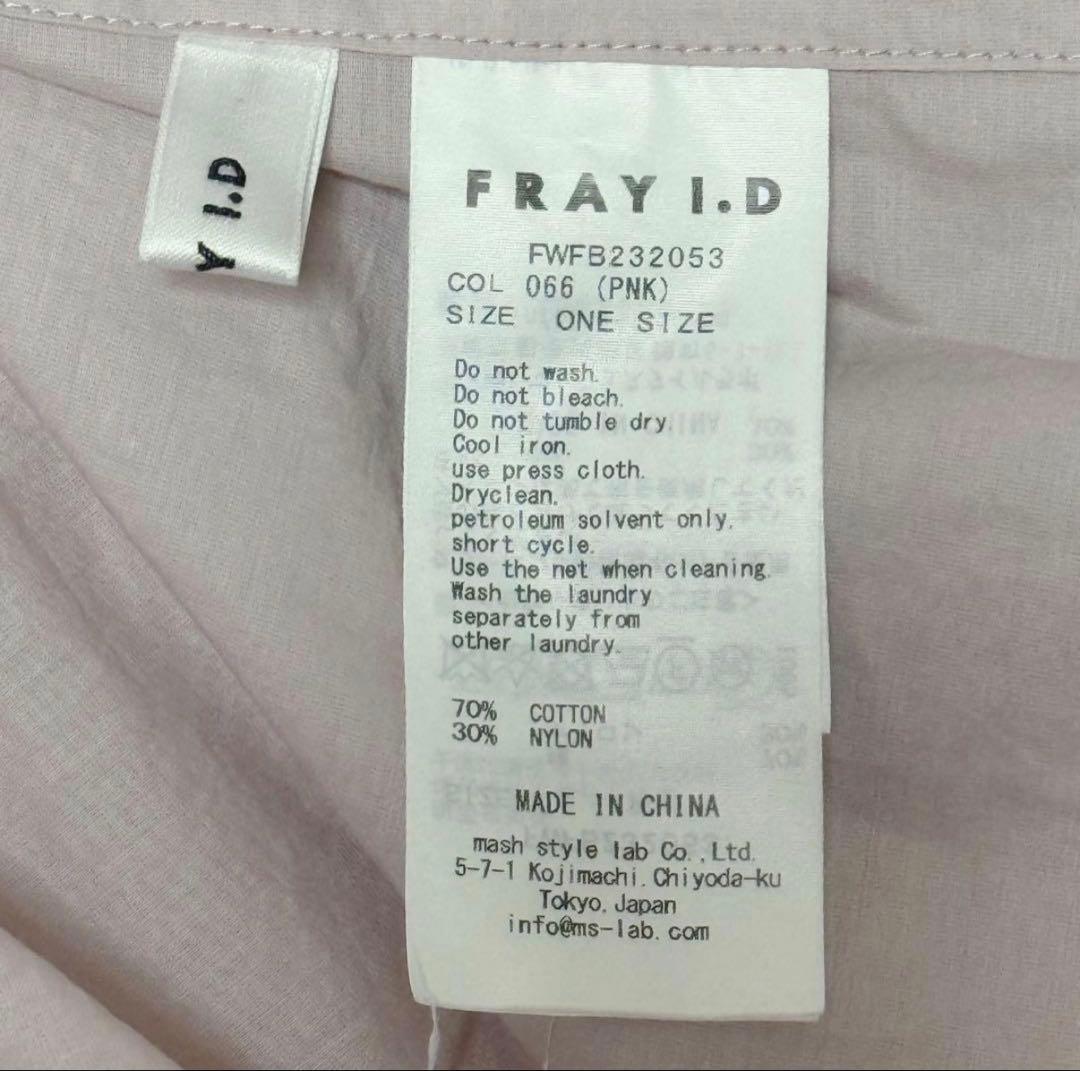 Y I.D
FRAY I.D
FWFB232053
COL 066 (PNK)
SIZE ONE SIZE
Do not wash.
Do not bleach.
Do not tumble dry.
Cool iron.
use press cloth.
Dryclean.
petroleum solvent only.
short cycle.
Use the net when cleaning.
Wash the laundry
separately from
other laundry.
70% COTTON
30% NYLON
MADE IN CHINA
mash style lab Co.,Ltd.
5-7-1 Kojimachi.Chiyoda-ku
Tokyo.Japan
info@ms-lab.com